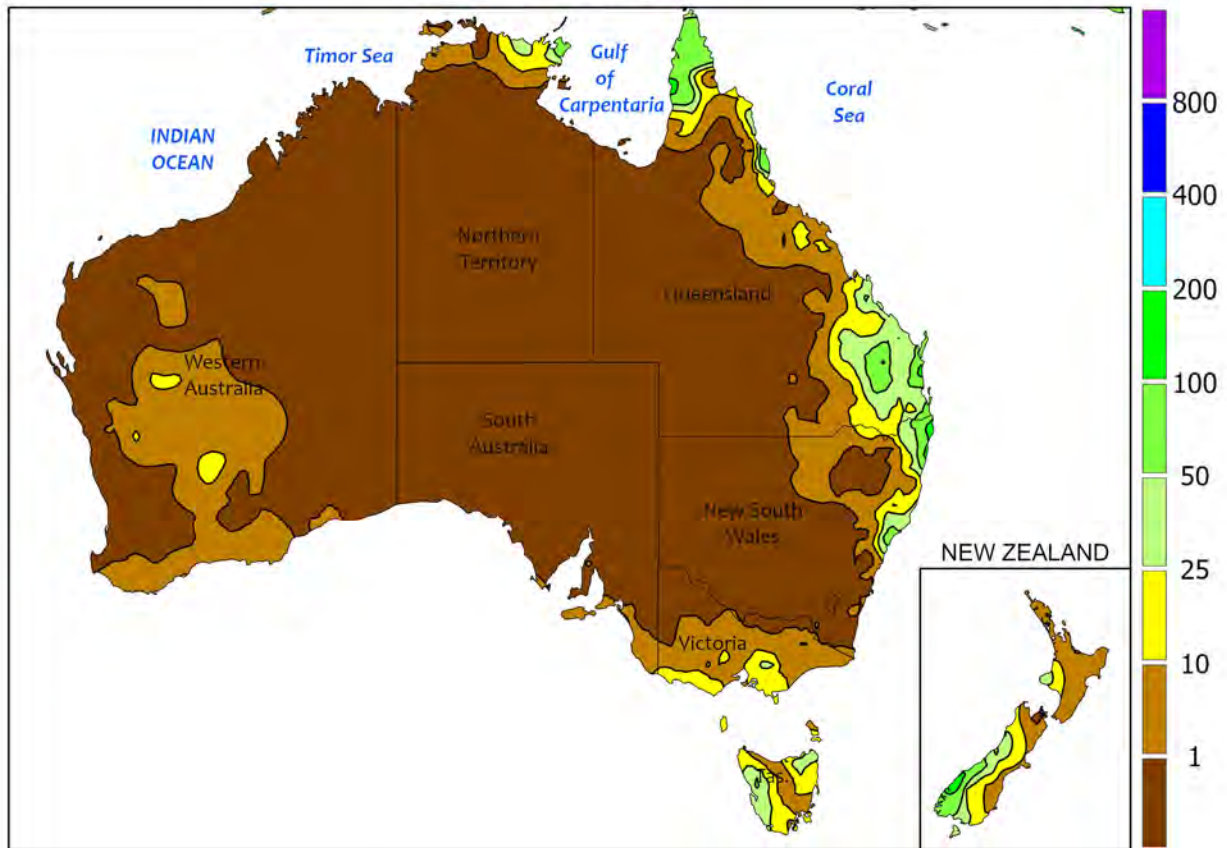 Timor Sea
Gulf
of
Carpentaria
Coral
Sea
INDIAN
OCEAN
Northern
Territory
Queensland
Western
Australia
South
Australia
New South
Wales
Victoria
Tas.
NEW ZEALAND
800
400
200
100
50
25
10
1